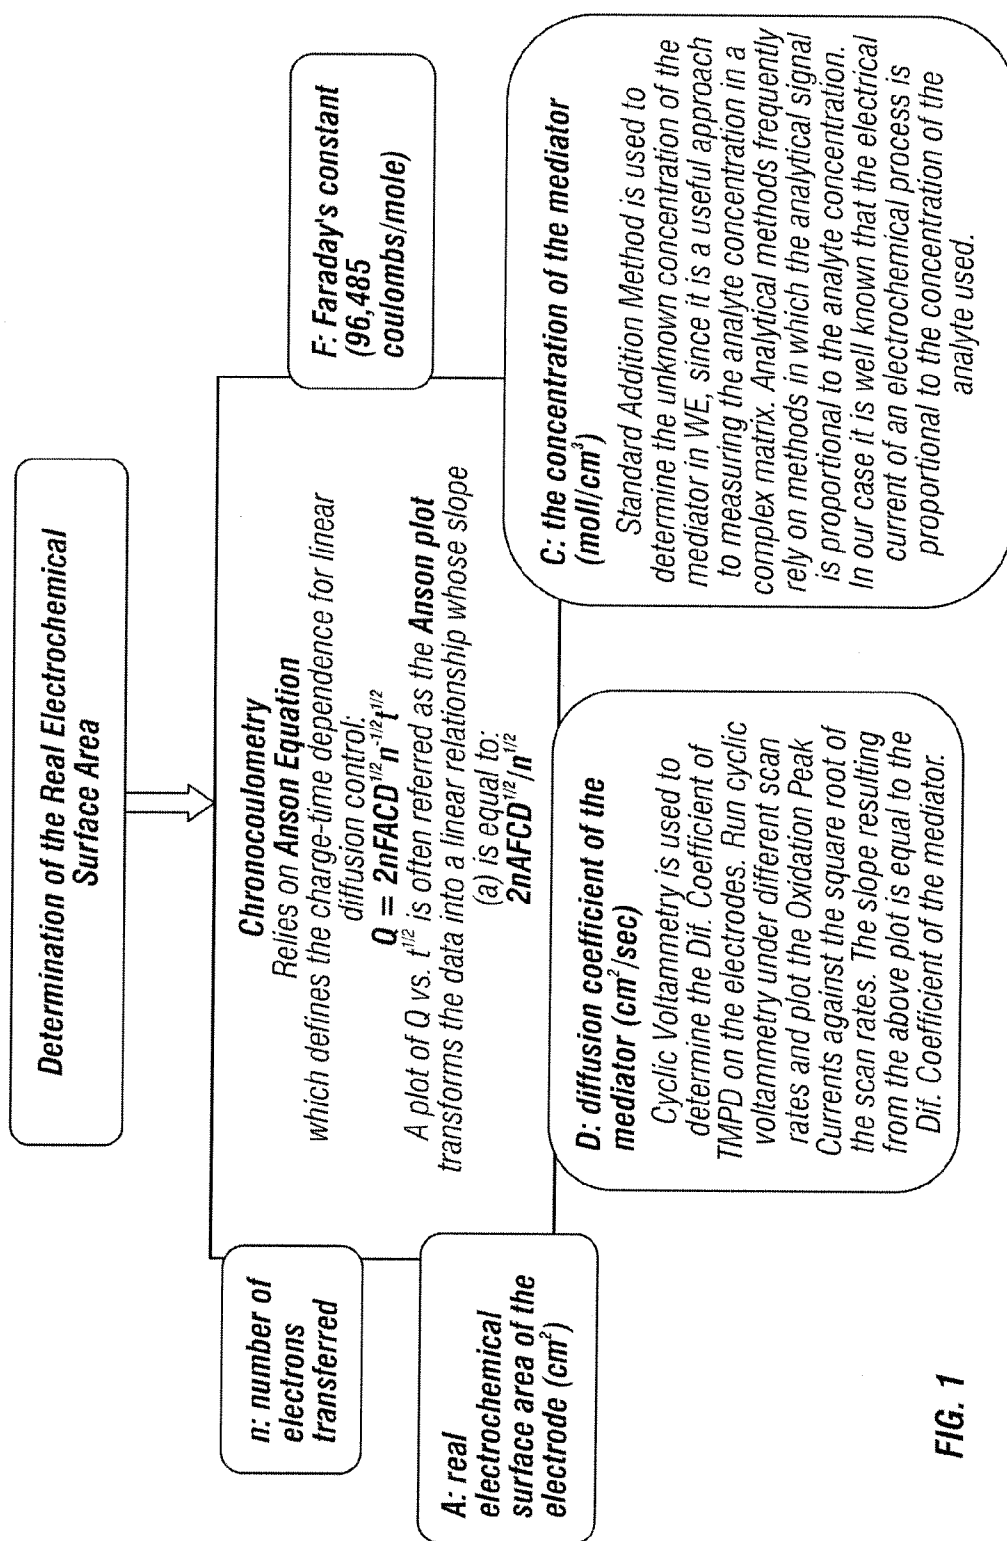 Determination of the Real Electrochemical
Surface Area
Chronocoulometry
Relies on Anson Equation
which defines the charge-time dependence for linear
diffusion control:
Q = 2nFACD^1/2 n^-1/2 t^1/2
A plot of Q vs. t^1/2 is often referred as the Anson plot
transforms the data into a linear relationship whose slope
(a) is equal to:
2nAFCD^1/2/n^1/2
n: number of
electrons
transferred
F: Faraday's constant
(96,485
coulombs/mole)
A: real
electrochemical
surface area of the
electrode (cm²)
D: diffusion coefficient of the
mediator (cm²/sec)
Cyclic Voltammetry is used to
determine the Dif. Coefficient of
TMPD on the electrodes. Run cyclic
voltammetry under different scan
rates and plot the Oxidation Peak
Currents against the square root of
the scan rates. The slope resulting
from the above plot is equal to the
Dif. Coefficient of the mediator.
C: the concentration of the mediator
(moll/cm³)
Standard Addition Method is used to
determine the unknown concentration of the
mediator in WE, since it is a useful approach
to measuring the analyte concentration in a
complex matrix. Analytical methods frequently
rely on methods in which the analytical signal
is proportional to the analyte concentration.
In our case it is well known that the electrical
current of an electrochemical process is
proportional to the concentration of the
analyte used.
FIG. 1